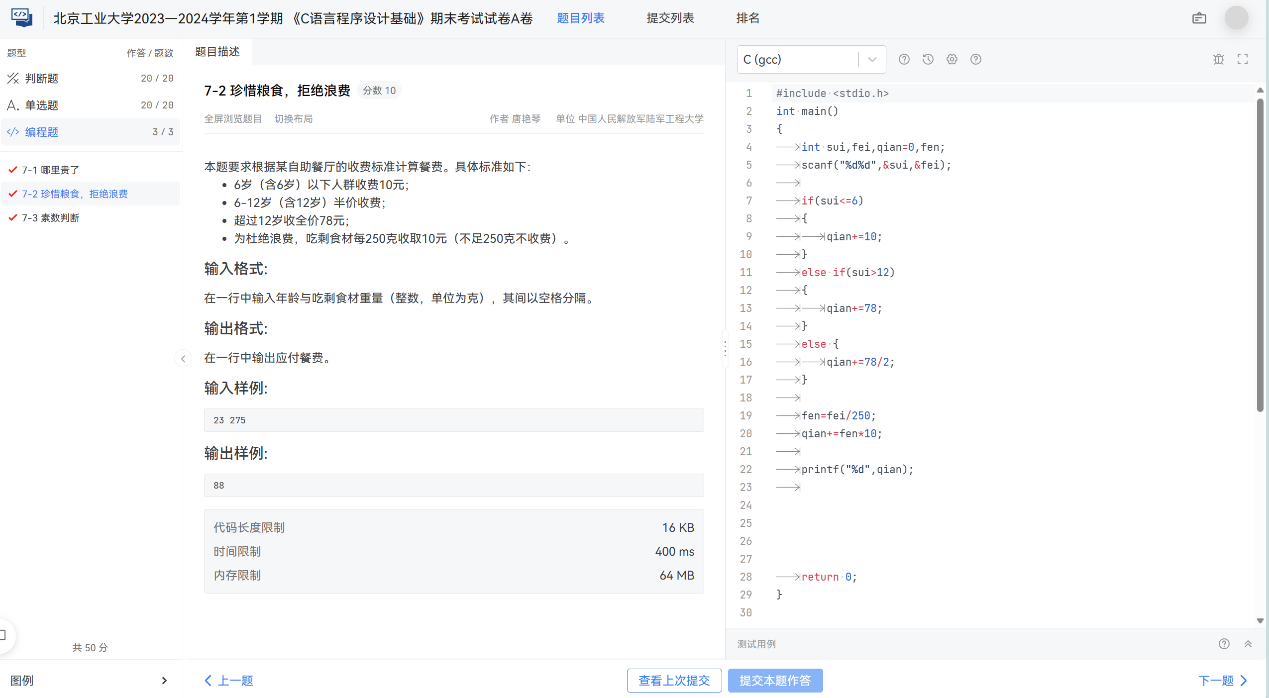 北京工业大学2023—2024学年第1学期 《C语言程序设计基础》期末考试试卷A卷 题目列表 提交列表 排名
题型 作答 / 题数
判断题 20 / 20
单选题 20 / 20
编程题 3 / 3
7-1 哪里贵了
7-2 珍惜粮食，拒绝浪费
7-3 素数判断
共 50 分
图例
题目描述
7-2 珍惜粮食，拒绝浪费 分数 10
全屏浏览题目 切换布局 作者 唐艳琴 单位 中国人民解放军陆军工程大学
本题要求根据某自助餐厅的收费标准计算餐费。具体标准如下：
• 6岁（含6岁）以下人群收费10元；
• 6-12岁（含12岁）半价收费；
• 超过12岁收全价78元；
• 为杜绝浪费，吃剩食材每250克收取10元（不足250克不收费）。
输入格式:
在一行中输入年龄与吃剩食材重量（整数，单位为克），其间以空格分隔。
输出格式:
在一行中输出应付餐费。
输入样例:
23 275
输出样例:
88
代码长度限制 16 KB
时间限制 400 ms
内存限制 64 MB
上一题 查看上次提交 提交本题作答 下一题
C (gcc)
1 #include <stdio.h>
2 int main()
3 {
4 int sui,fei,qian=0,fen;
5 scanf("%d%d",&sui,&fei);
6
7 if(sui<=6)
8 {
9 qian+=10;
10 }
11 else if(sui>12)
12 {
13 qian+=78;
14 }
15 else {
16 qian+=78/2;
17 }
18
19 fen=fei/250;
20 qian+=fen*10;
21
22 printf("%d",qian);
23
24
25
26
27
28 return 0;
29 }
30
测试用例